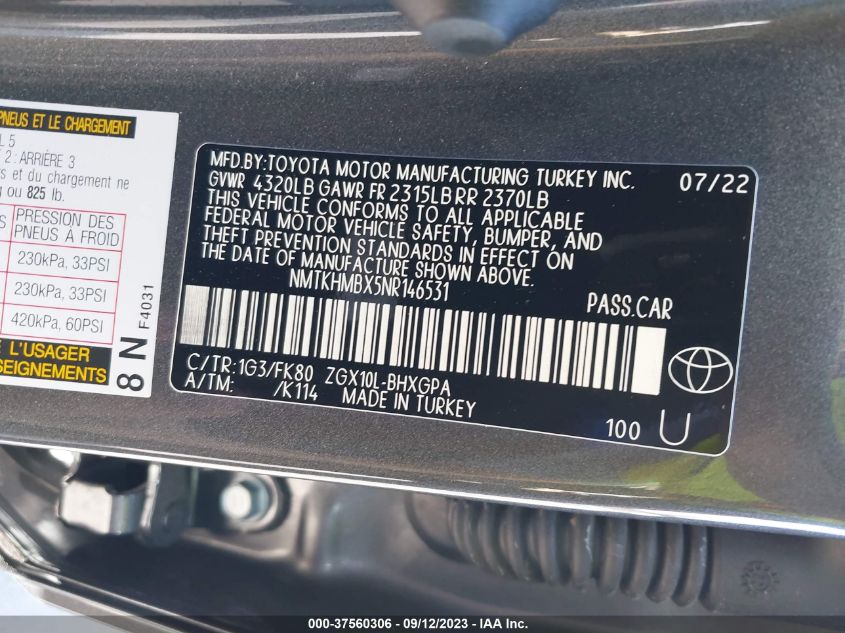 PNEUS ET LE CHARGEMENT
L 5
2 : ARRIÈRE 3
et du chargement ne
ou 825 lb.
PRESSION DES
PNEUS À FROID
230kPa, 33PSI
230kPa, 33PSI
420kPa, 60PSI
L'USAGER
8 N F4031
MFD.BY:TOYOTA MOTOR MANUFACTURING TURKEY INC. 07/22
GVWR 4320LB GAWR FR 2315LB RR 2370LB
THIS VEHICLE CONFORMS TO ALL APPLICABLE
FEDERAL MOTOR VEHICLE SAFETY, BUMPER, AND
THEFT PREVENTION STANDARDS IN EFFECT ON
THE DATE OF MANUFACTURE SHOWN ABOVE.
NMTKHMBX5NR146531 PASS.CAR
C/TR:1G3/FK80 ZGX10L-BHXGPA
A/TM: /K114 MADE IN TURKEY
100 U
000-37560306 - 09/12/2023 - IAA Inc.